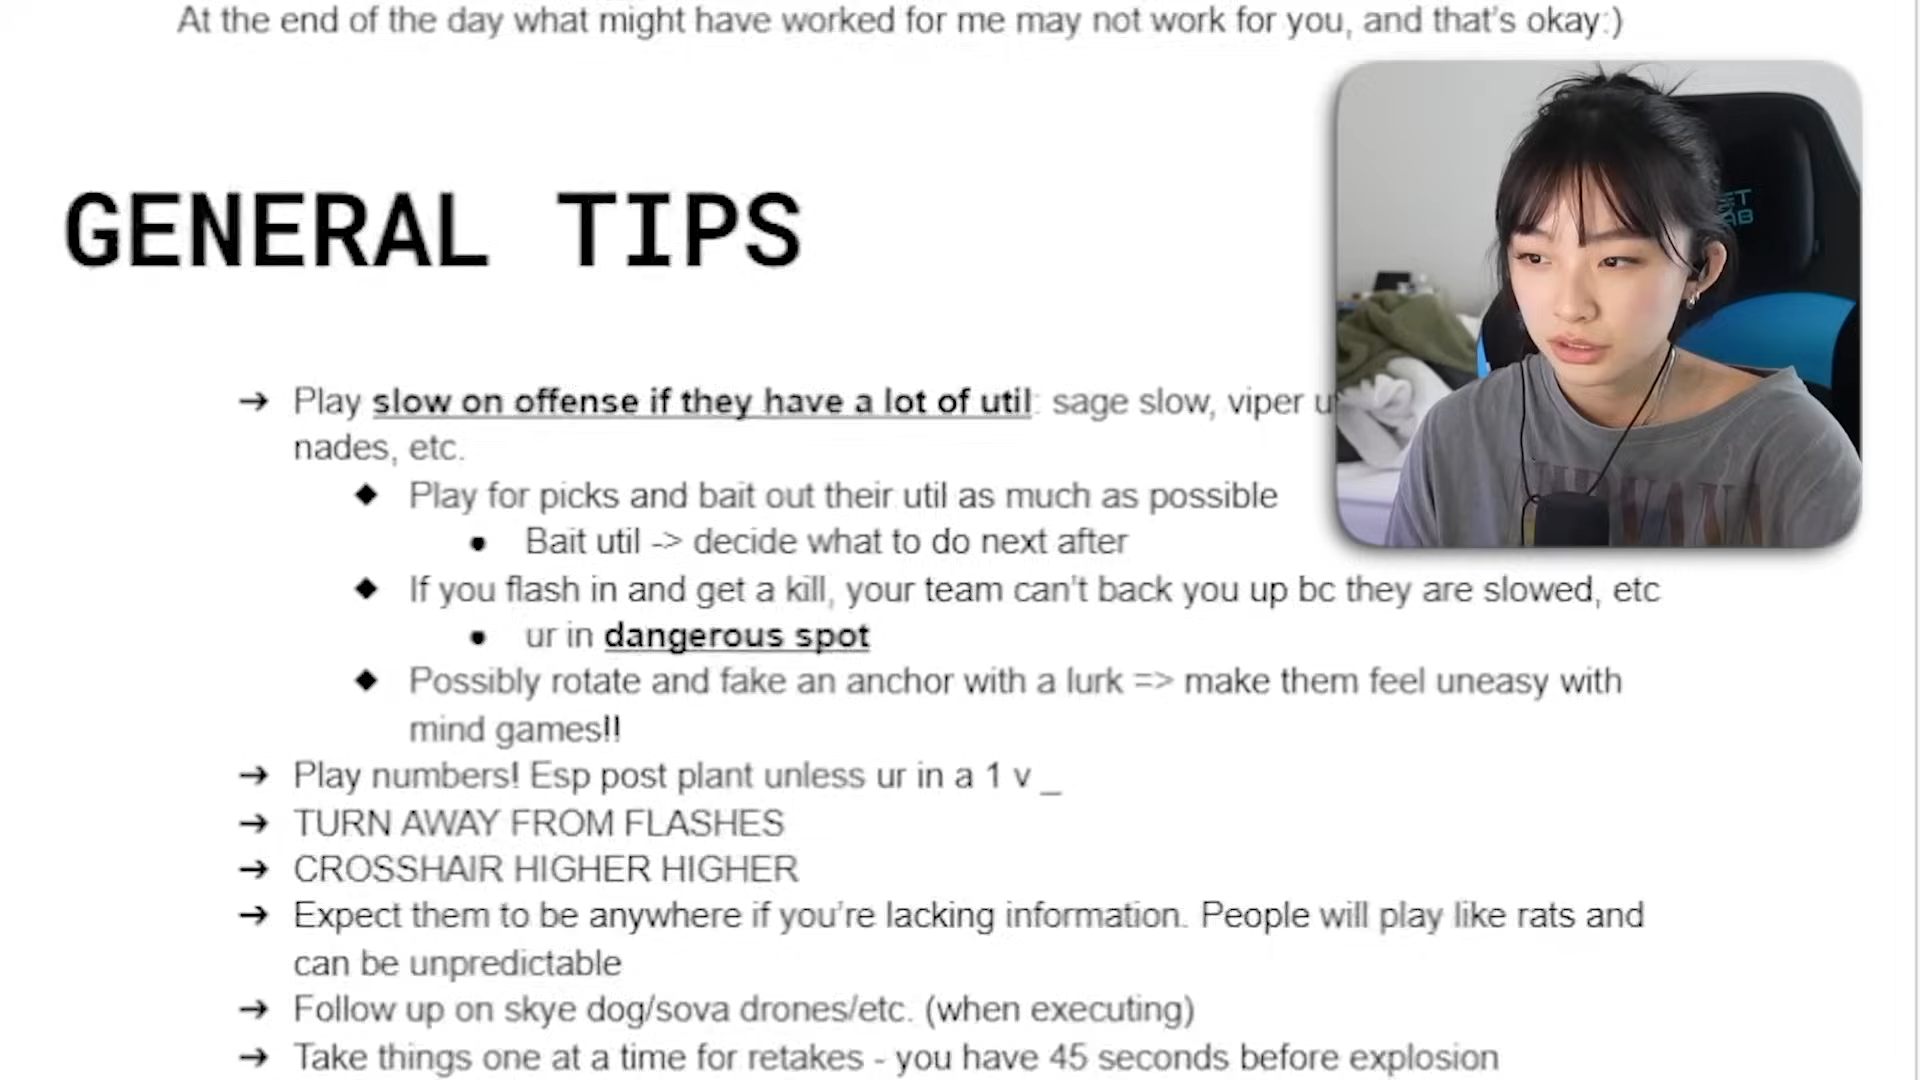 At the end of the day what might have worked for me may not work for you, and that's okay:)
GENERAL TIPS
➔ Play slow on offense if they have a lot of util: sage slow, viper
nades, etc.
◆ Play for picks and bait out their util as much as possible
● Bait util -> decide what to do next after
◆ If you flash in and get a kill, your team can't back you up bc they are slowed, etc
● ur in dangerous spot
◆ Possibly rotate and fake an anchor with a lurk => make them feel uneasy with
mind games!!
➔ Play numbers! Esp post plant unless ur in a 1 v _
➔ TURN AWAY FROM FLASHES
➔ CROSSHAIR HIGHER HIGHER
➔ Expect them to be anywhere if you're lacking information. People will play like rats and
can be unpredictable
➔ Follow up on skye dog/sova drones/etc. (when executing)
➔ Take things one at a time for retakes - you have 45 seconds before explosion